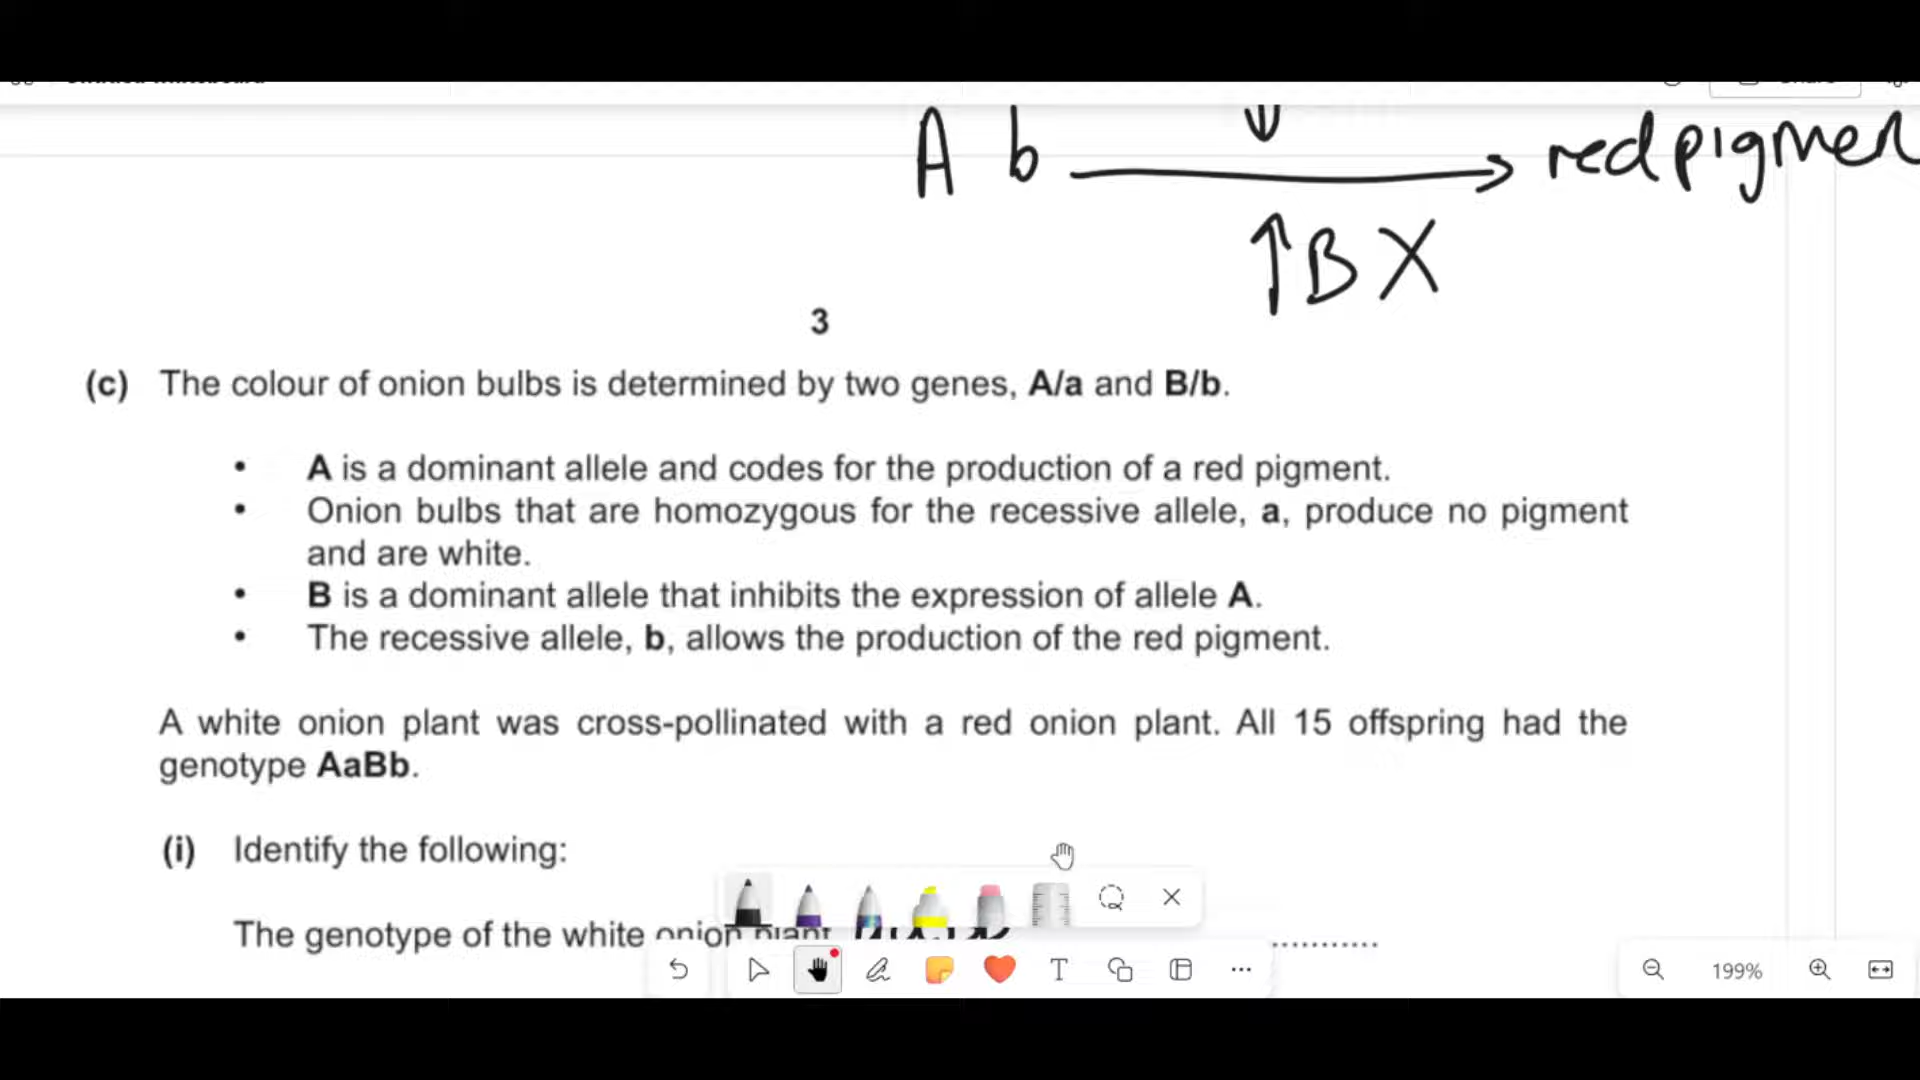 A b → red pigmen
↑ B X
3
(c) The colour of onion bulbs is determined by two genes, A/a and B/b.
• A is a dominant allele and codes for the production of a red pigment.
• Onion bulbs that are homozygous for the recessive allele, a, produce no pigment
and are white.
• B is a dominant allele that inhibits the expression of allele A.
• The recessive allele, b, allows the production of the red pigment.
A white onion plant was cross-pollinated with a red onion plant. All 15 offspring had the
genotype AaBb.
(i) Identify the following:
The genotype of the white onion plant
199%